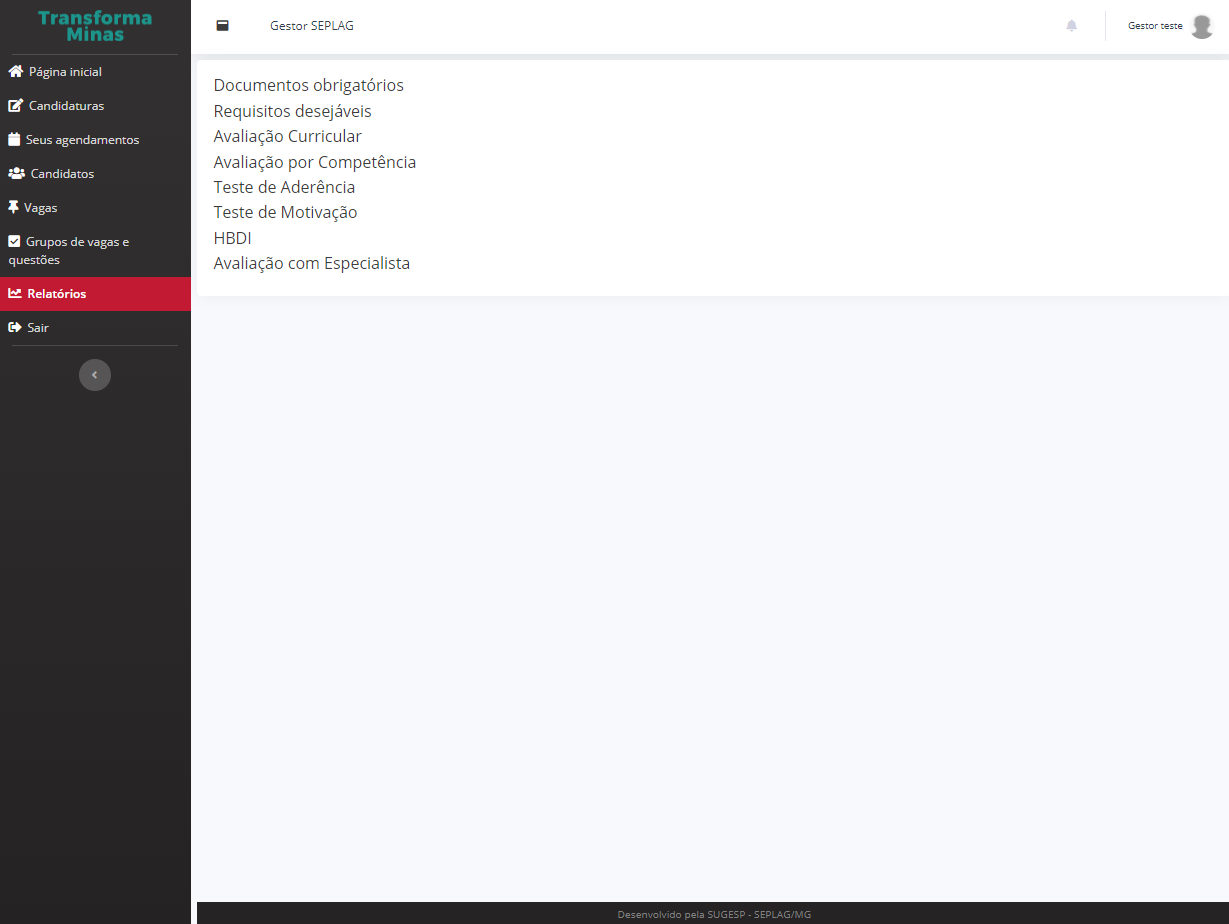 Transforma
Minas
Página inicial
Candidaturas
Seus agendamentos
Candidatos
Vagas
Grupos de vagas e
questões
Relatórios
Sair
Gestor SEPLAG
Gestor teste
Documentos obrigatórios
Requisitos desejáveis
Avaliação Curricular
Avaliação por Competência
Teste de Aderência
Teste de Motivação
HBDI
Avaliação com Especialista
Desenvolvido pela SUGESP - SEPLAG/MG